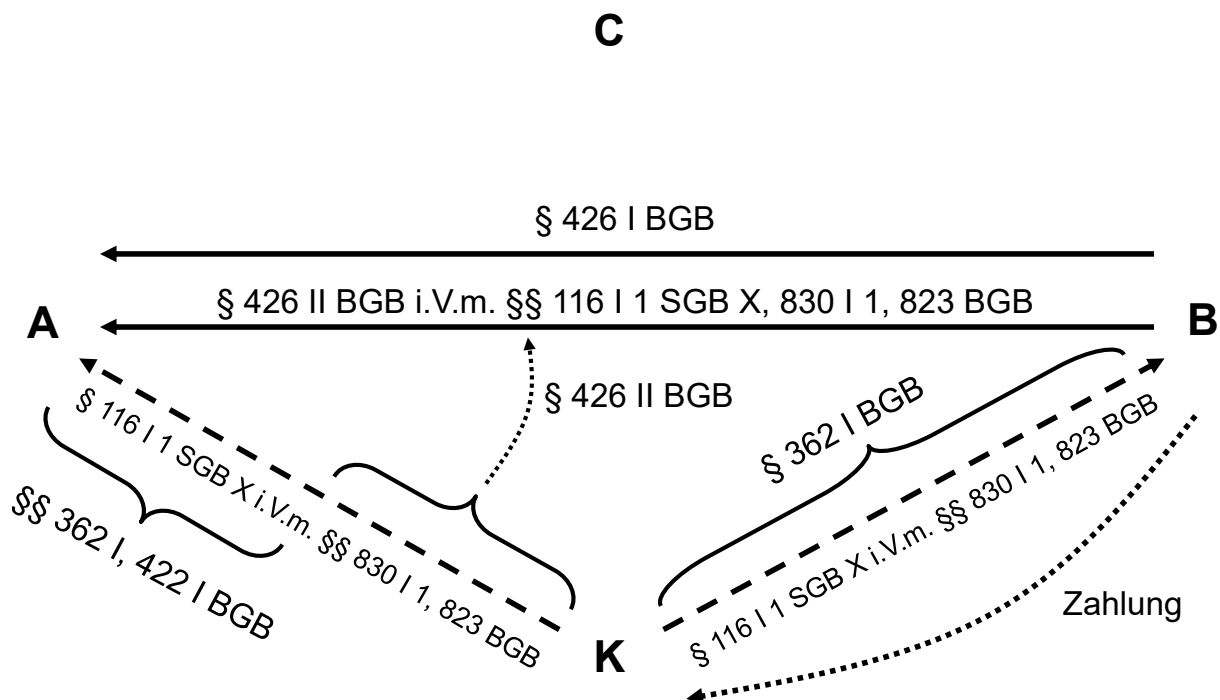 C
§ 426 I BGB
§ 426 II BGB i.V.m. §§ 116 I 1 SGB X, 830 I 1, 823 BGB
A
B
§ 426 II BGB
§ 362 I BGB
§ 116 I 1 SGB X i.V.m. §§ 830 I 1, 823 BGB
§§ 362 I, 422 I BGB
§ 116 I 1 SGB X i.V.m. §§ 830 I 1, 823 BGB
Zahlung
K